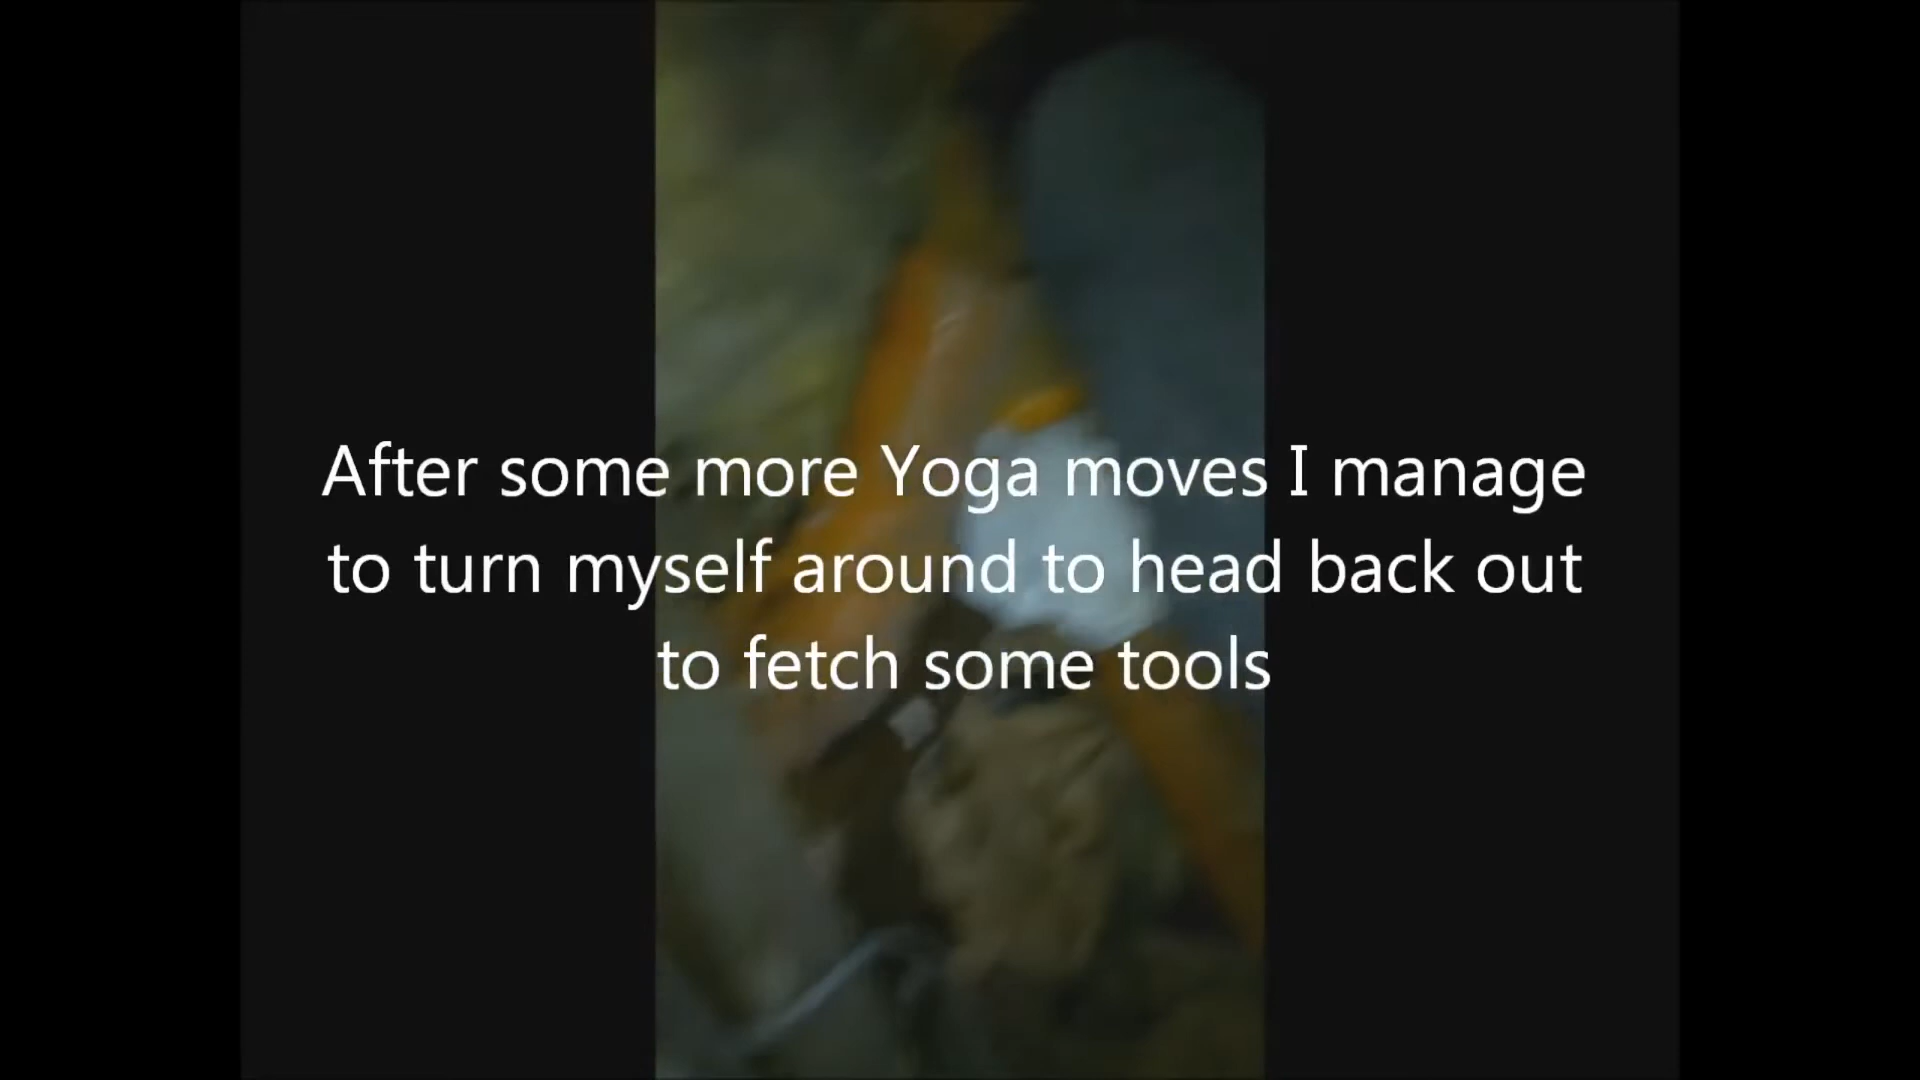 After some more Yoga moves I manage
to turn myself around to head back out
to fetch some tools